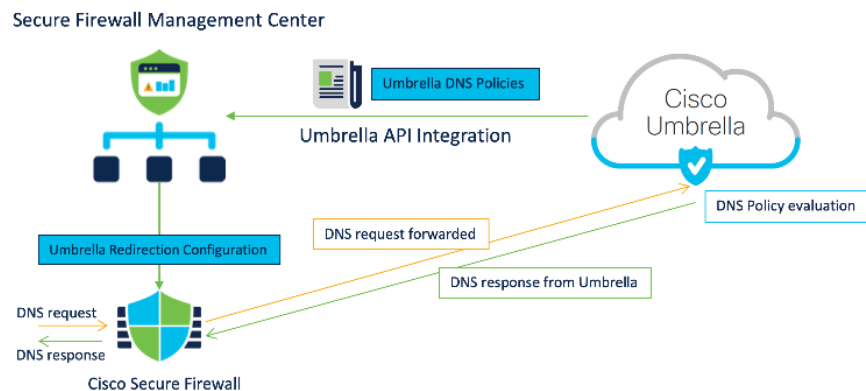 Secure Firewall Management Center
Umbrella DNS Policies
Umbrella API Integration
Cisco
Umbrella
DNS Policy evaluation
DNS request forwarded
Umbrella Redirection Configuration
DNS response from Umbrella
DNS request
DNS response
Cisco Secure Firewall